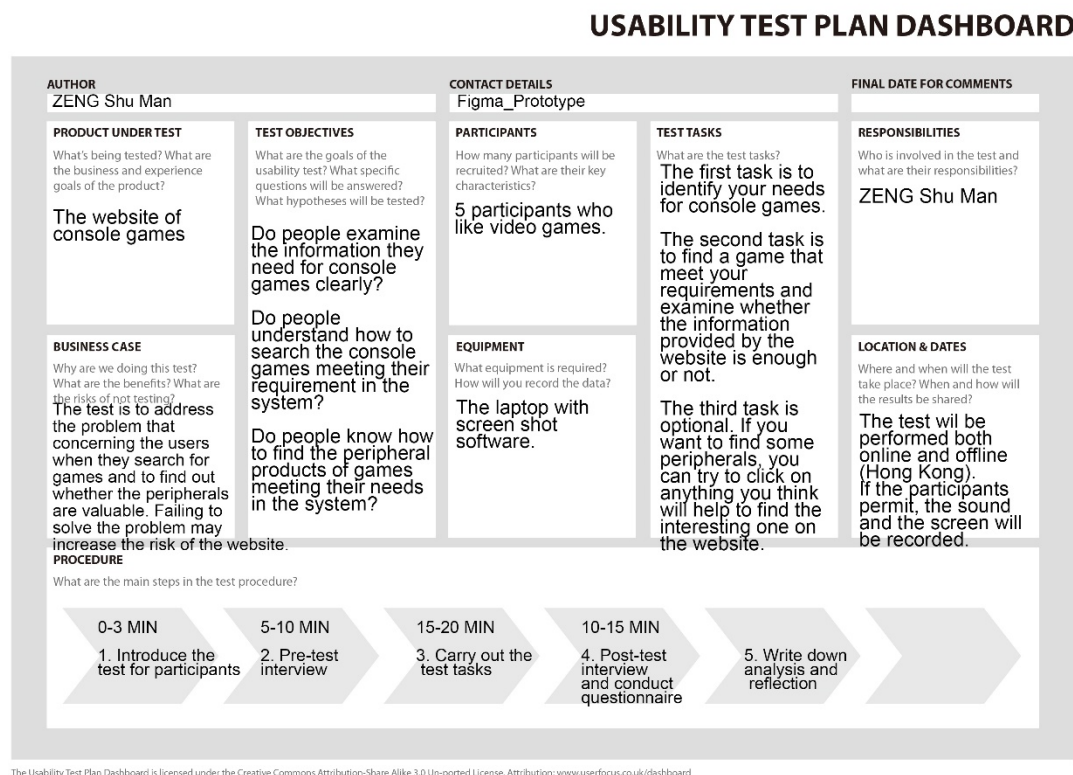 USABILITY TEST PLAN DASHBOARD
AUTHOR
ZENG Shu Man
CONTACT DETAILS
Figma_Prototype
FINAL DATE FOR COMMENTS
PRODUCT UNDER TEST
What's being tested? What are
the business and experience
goals of the product?
The website of
console games
BUSINESS CASE
Why are we doing this test?
What are the benefits? What are
the risks of not testing?
The test is to address
the problem that
concerning the users
when they search for
games and to find out
whether the peripherals
are valuable. Failing to
solve the problem may
increase the risk of the website.
TEST OBJECTIVES
What are the goals of the
usability test? What specific
questions will be answered?
What hypotheses will be tested?
Do people examine
the information they
need for console
games clearly?
Do people
understand how to
search the console
games meeting their
requirement in the
system?
Do people know how
to find the peripheral
products of games
meeting their needs
in the system?
PARTICIPANTS
How many participants will be
recruited? What are their key
characteristics?
5 participants who
like video games.
EQUIPMENT
What equipment is required?
How will you record the data?
The laptop with
screen shot
software.
TEST TASKS
What are the test tasks?
The first task is to
identify your needs
for console games.
The second task is
to find a game that
meet your
requirements and
examine whether
the information
provided by the
website is enough
or not.
The third task is
optional. If you
want to find some
peripherals, you
can try to click on
anything you think
will help to find the
interesting one on
the website.
RESPONSIBILITIES
Who is involved in the test and
what are their responsibilities?
ZENG Shu Man
LOCATION & DATES
Where and when will the test
take place? When and how will
the results be shared?
The test wil be
performed both
online and offline
(Hong Kong).
If the participants
permit, the sound
and the screen will
be recorded.
PROCEDURE
What are the main steps in the test procedure?
0-3 MIN
1. Introduce the
test for participants
5-10 MIN
2. Pre-test
interview
15-20 MIN
3. Carry out the
test tasks
10-15 MIN
4. Post-test
interview
and conduct
questionnaire
5. Write down
analysis and
reflection
The Usability Test Plan Dashboard is licensed under the Creative Commons Attribution-Share Alike 3.0 Un-ported License. Attribution: www.userfocus.co.uk/dashboard